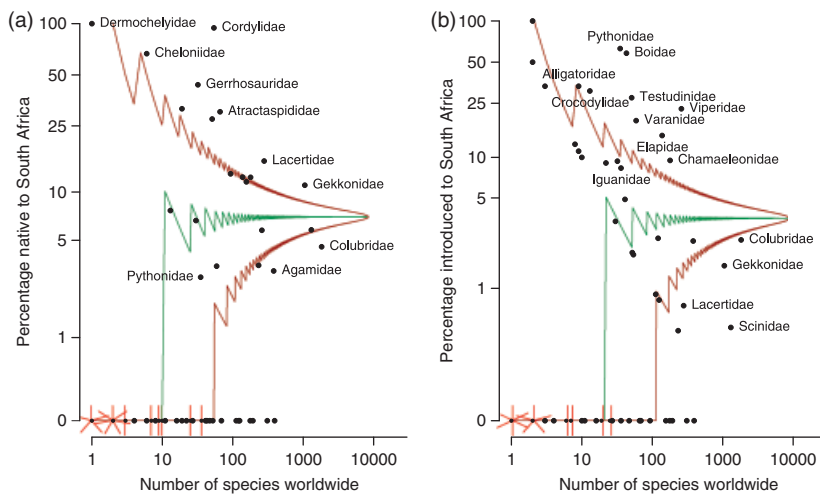 (a)
Percentage native to South Africa
100
50
25
10
5
1
0
Dermochelyidae
Cordylidae
Cheloniidae
Gerrhosauridae
Atractaspididae
Lacertidae
Gekkonidae
Colubridae
Pythonidae
Agamidae
1 10 100 1000 10000
Number of species worldwide
(b)
Percentage introduced to South Africa
100
50
25
10
5
1
0
Pythonidae
Boidae
Alligatoridae
Crocodylidae
Testudinidae
Viperidae
Varanidae
Elapidae
Chamaeleonidae
Iguanidae
Colubridae
Gekkonidae
Lacertidae
Scinidae
1 10 100 1000 10000
Number of species worldwide